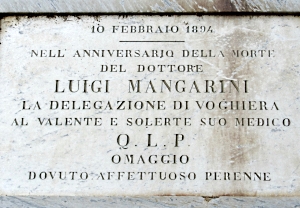 10 FEBBRAIO 1894
NELL'ANNIVERSARIO DELLA MORTE
DEL DOTTORE
LUIGI MANGARINI
LA DELEGAZIONE DI VOGHIERA
AL VALENTE E SOLERTE SUO MEDICO
Q. L. P.
OMAGGIO
DOVUTO AFFETTUOSO PERENNE